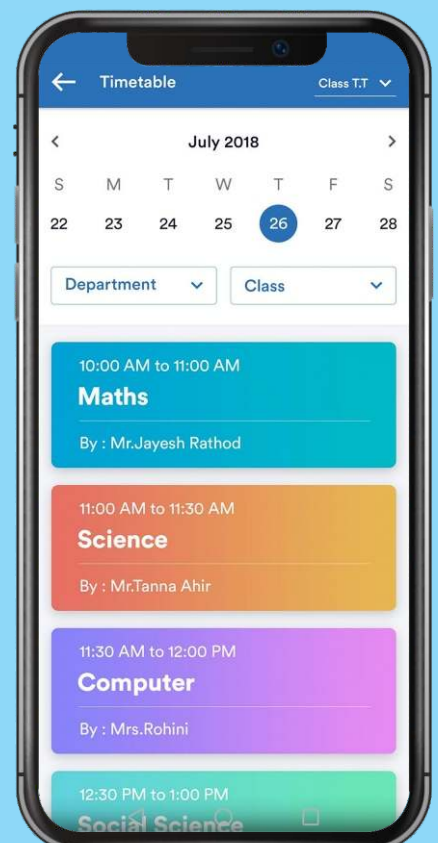 Timetable
Class T.T
July 2018
S M T W T F S
22 23 24 25 26 27 28
Department
Class
10:00 AM to 11:00 AM
Maths
By : Mr.Jayesh Rathod
11:00 AM to 11:30 AM
Science
By : Mr.Tanna Ahir
11:30 AM to 12:00 PM
Computer
By : Mrs.Rohini
12:30 PM to 1:00 PM
Social Science